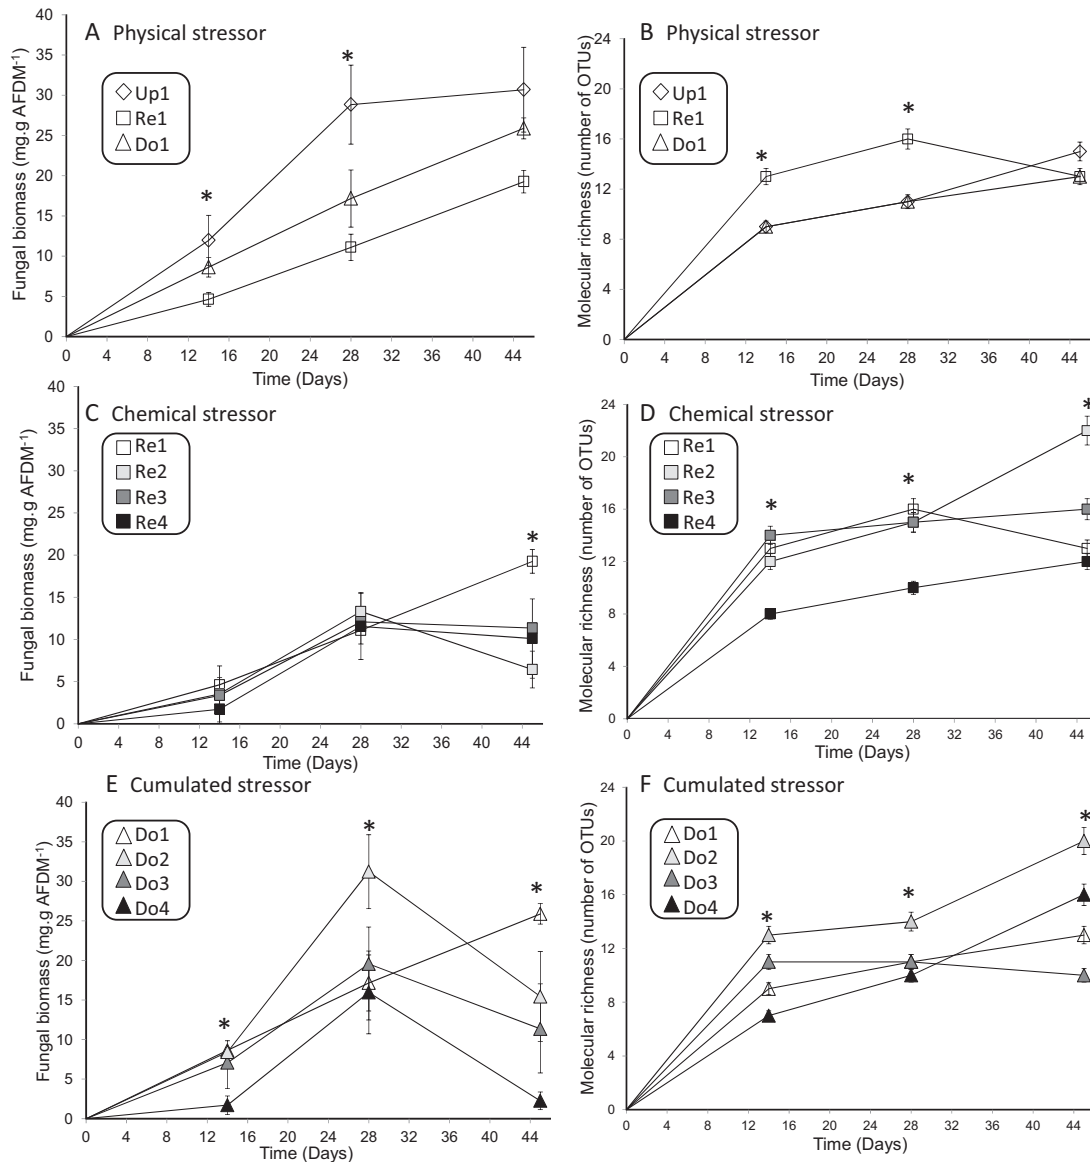 A Physical stressor
Fungal biomass (mg.g AFDM-1)
40
35
30
25
20
15
10
5
0
Up1
Re1
Do1
*
*
0 4 8 12 16 20 24 28 32 36 40 44
Time (Days)
B Physical stressor
Molecular richness (number of OTUs)
24
20
16
12
8
4
0
Up1
Re1
Do1
*
*
0 4 8 12 16 20 24 28 32 36 40 44
Time (Days)
C Chemical stressor
Fungal biomass (mg.g AFDM-1)
40
35
30
25
20
15
10
5
0
Re1
Re2
Re3
Re4
*
0 4 8 12 16 20 24 28 32 36 40 44
Time (Days)
D Chemical stressor
Molecular richness (number of OTUs)
24
20
16
12
8
4
0
Re1
Re2
Re3
Re4
*
*
*
0 4 8 12 16 20 24 28 32 36 40 44
Time (Days)
E Cumulated stressor
Fungal biomass (mg.g AFDM-1)
40
35
30
25
20
15
10
5
0
Do1
Do2
Do3
Do4
*
*
*
0 4 8 12 16 20 24 28 32 36 40 44
Time (Days)
F Cumulated stressor
Molecular richness (number of OTUs)
24
20
16
12
8
4
0
Do1
Do2
Do3
Do4
*
*
*
0 4 8 12 16 20 24 28 32 36 40 44
Time (Days)